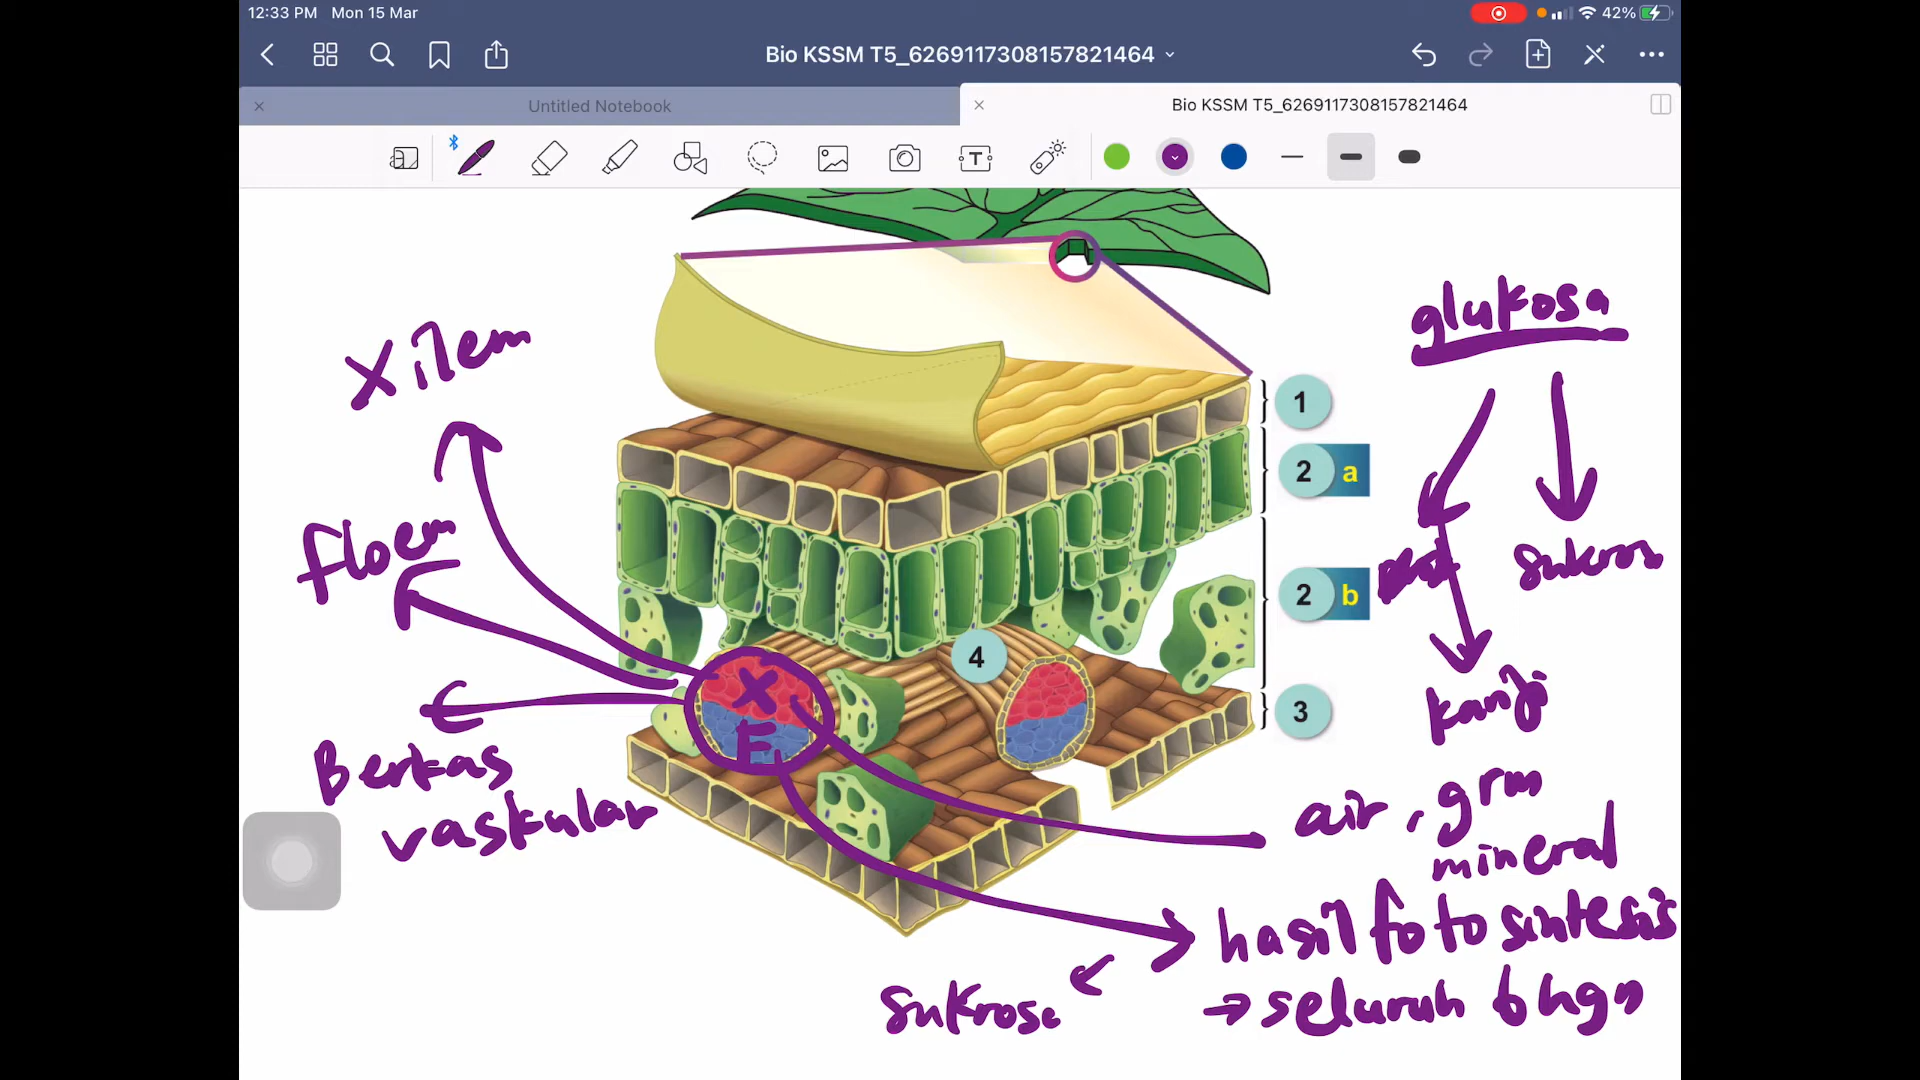 12:33 PM Mon 15 Mar
42%
Bio KSSM T5_6269117308157821464
Untitled Notebook
Bio KSSM T5_6269117308157821464
T
glukosa
Xilem
1
2 a
floem
sukrosa
2 b
4
X
3
kanji
F
Berkas
vaskular
air, grm
mineral
hasil fotosintesis
sukrosa
→ seluruh bhgn